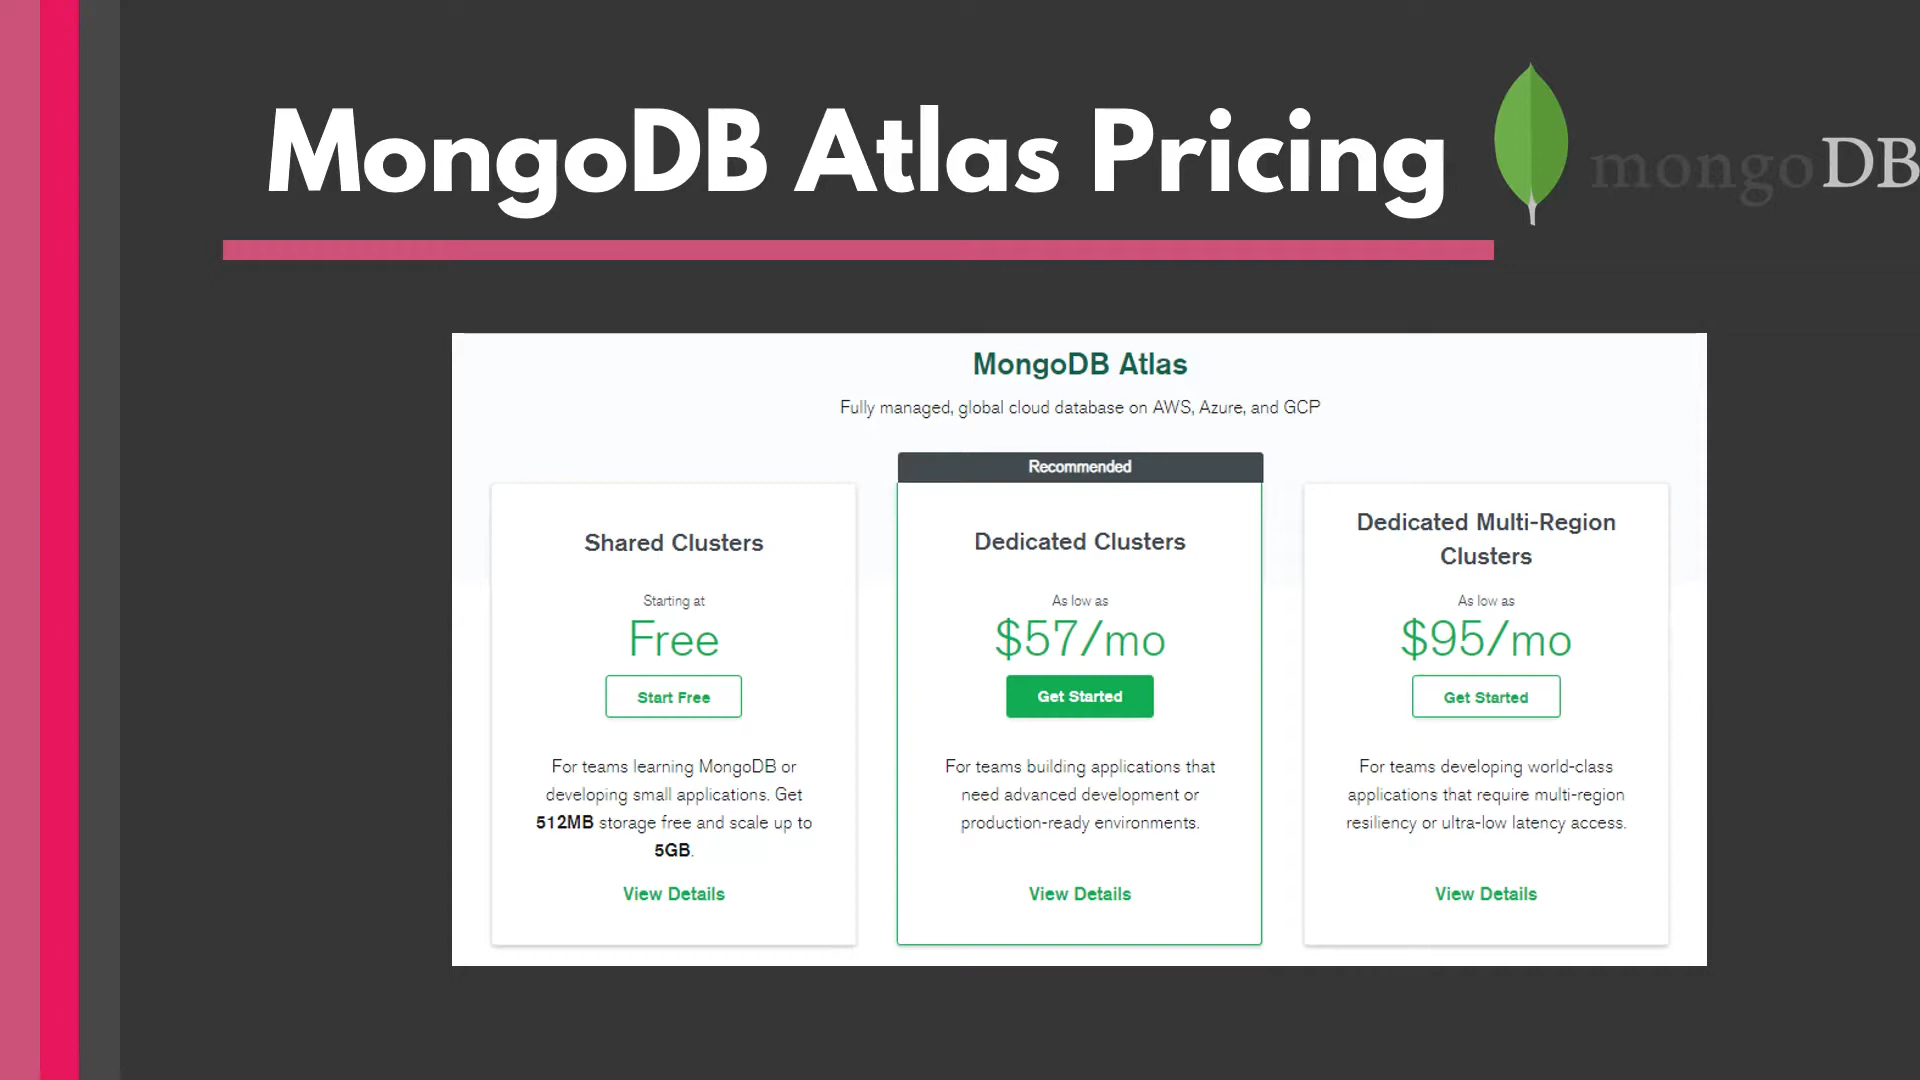 MongoDB Atlas Pricing
mongoDB
MongoDB Atlas
Fully managed, global cloud database on AWS, Azure, and GCP
Shared Clusters
Starting at
Free
Start Free
For teams learning MongoDB or
developing small applications. Get
512MB storage free and scale up to
5GB.
View Details
Recommended
Dedicated Clusters
As low as
$57/mo
Get Started
For teams building applications that
need advanced development or
production-ready environments.
View Details
Dedicated Multi-Region
Clusters
As low as
$95/mo
Get Started
For teams developing world-class
applications that require multi-region
resiliency or ultra-low latency access.
View Details